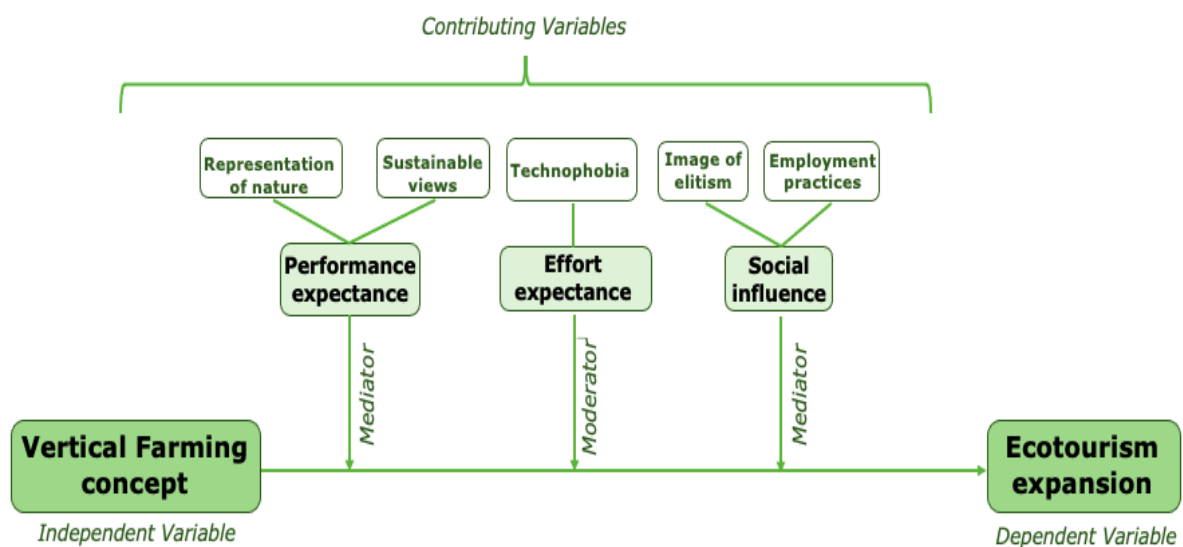 Contributing Variables
Representation
of nature
Sustainable
views
Technophobia
Image of
elitism
Employment
practices
Performance
expectance
Effort
expectance
Social
influence
Mediator
Moderator
Mediator
Vertical Farming
concept
Ecotourism
expansion
Independent Variable
Dependent Variable